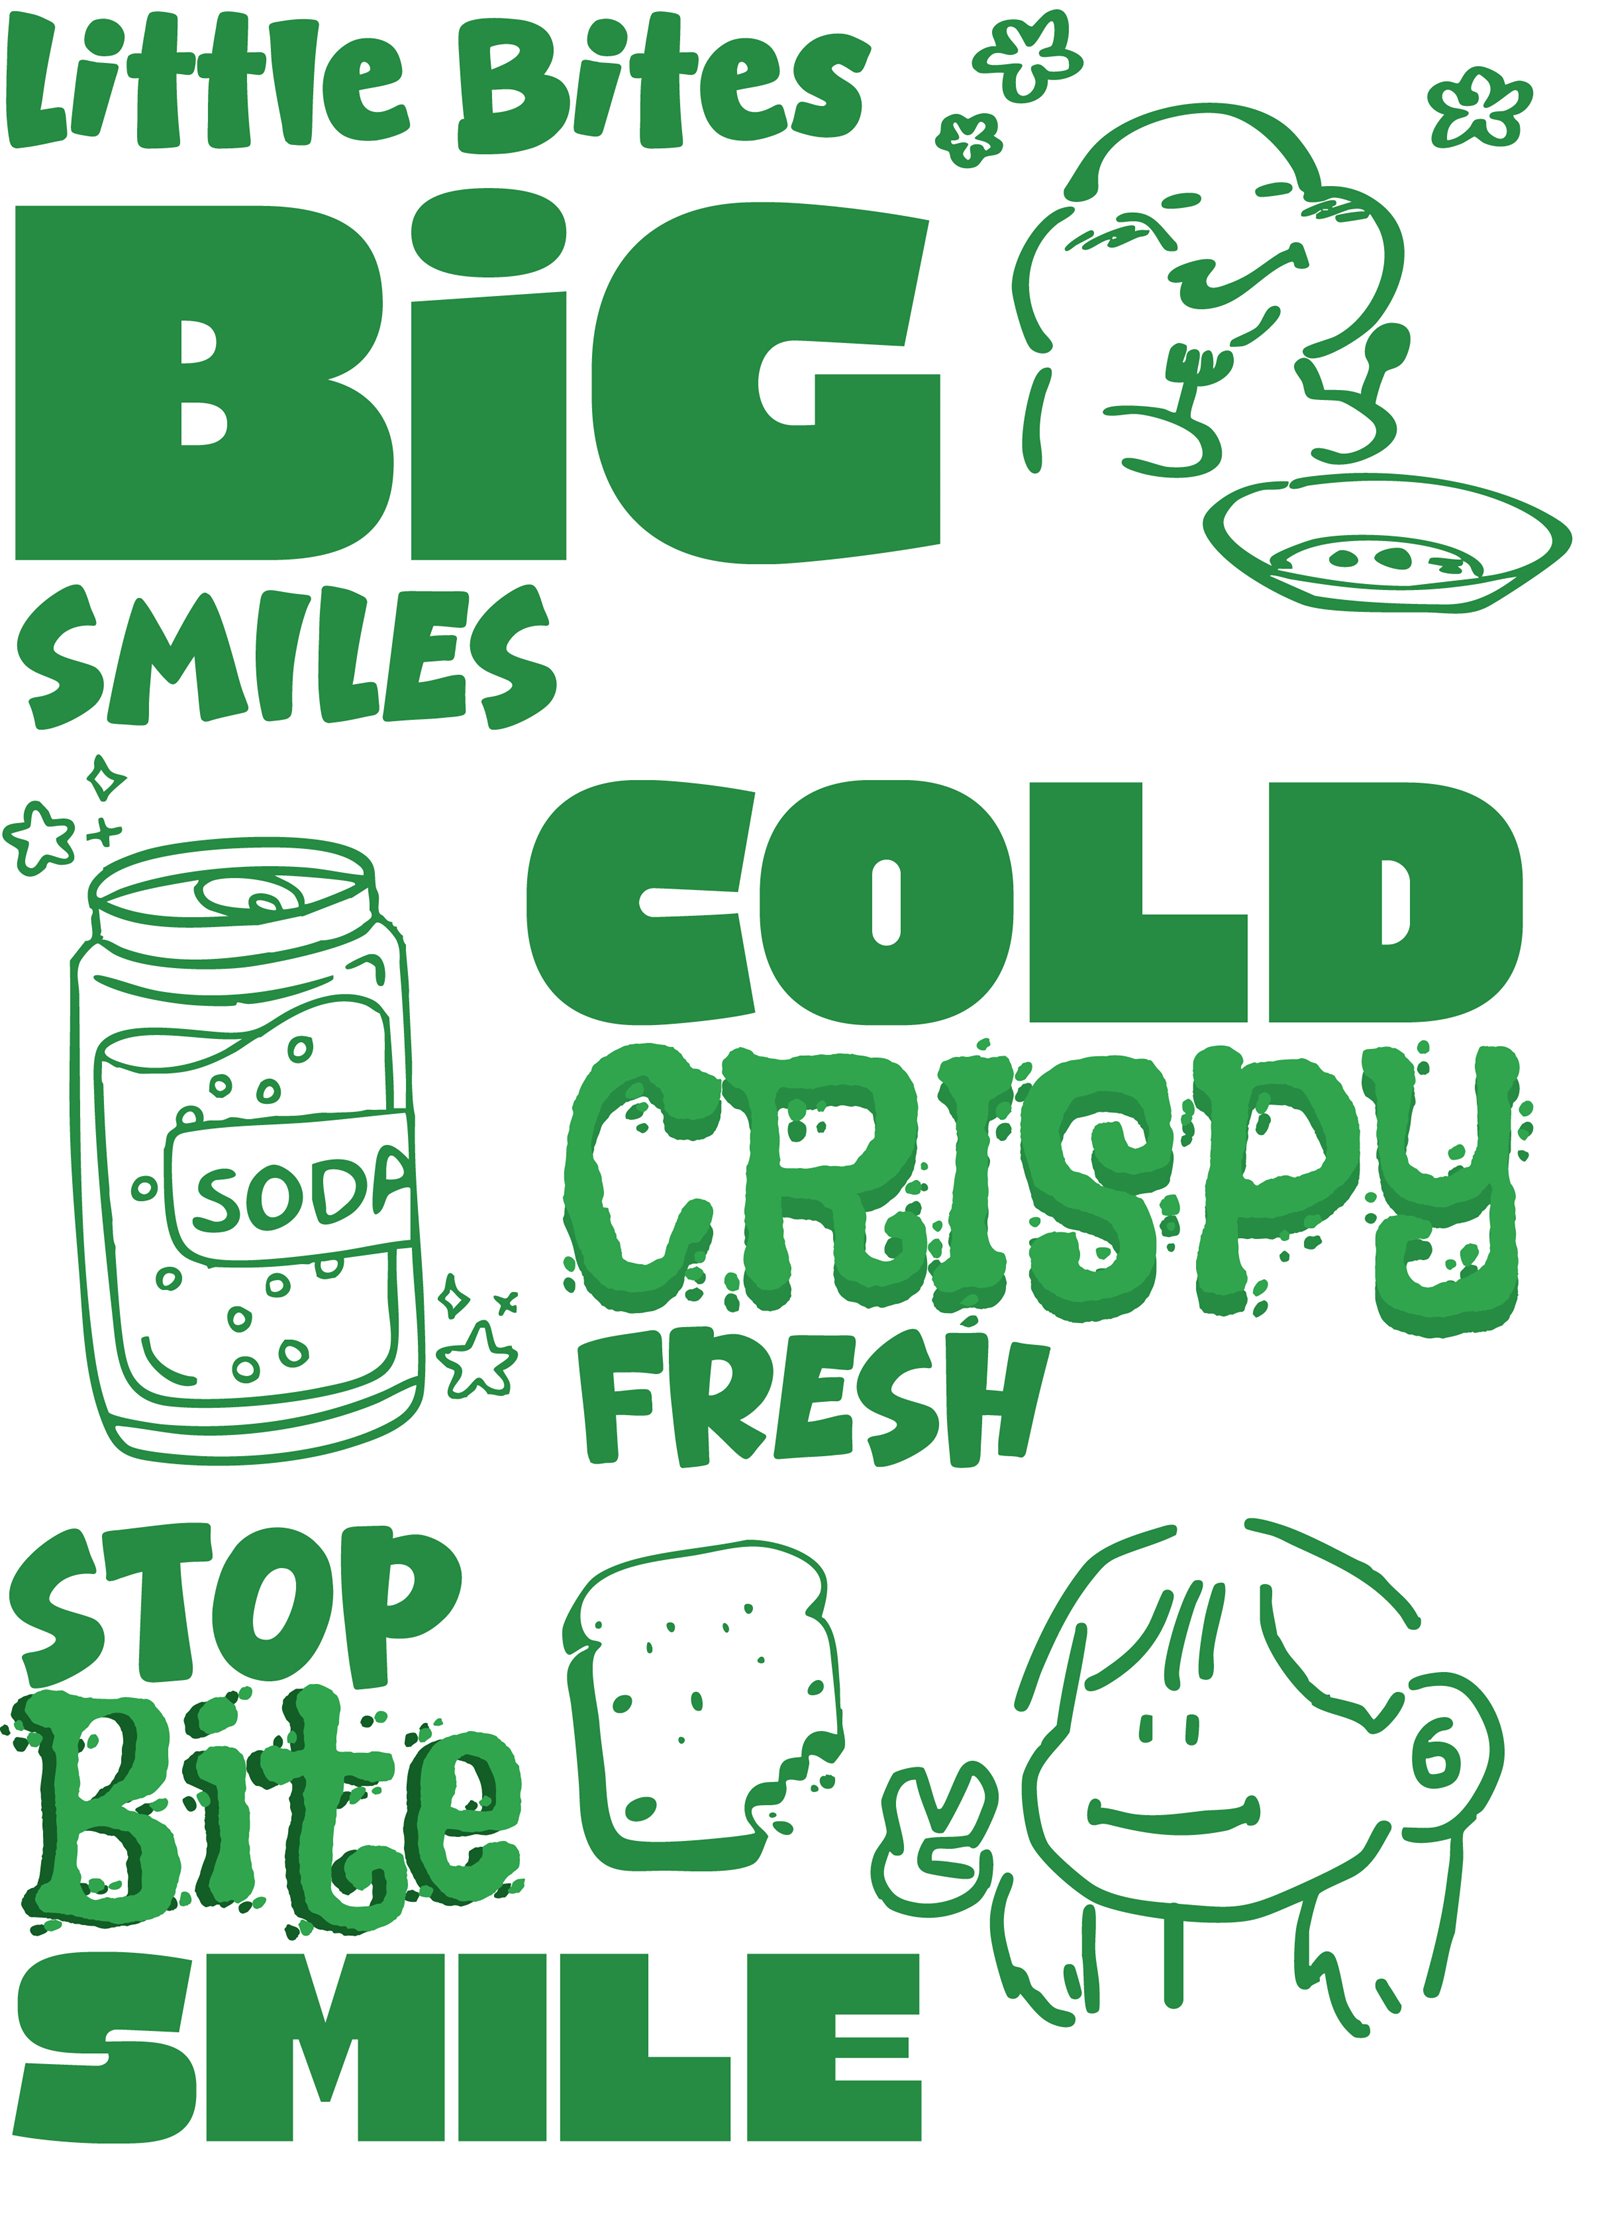 Little Bites
BiG
SMILES
COLD
CRISPY
FRESH
SODA
STOP
Bite
SMILE